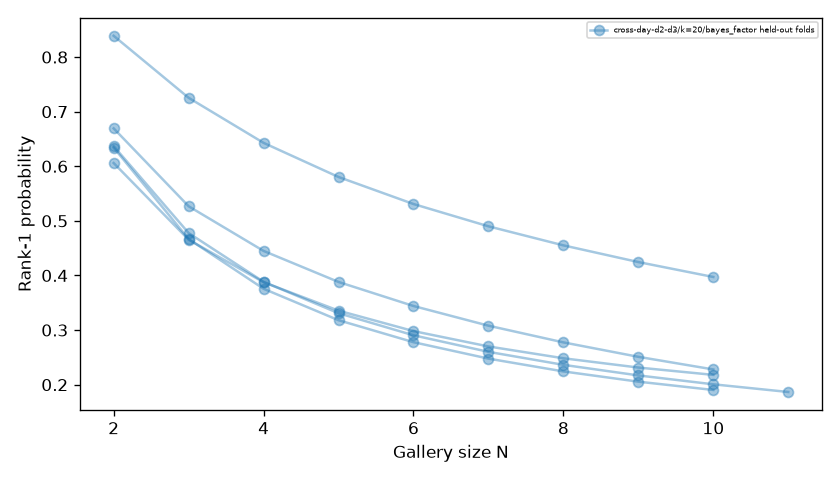 cross-day-d2-d3/k=20/bayes_factor held-out folds
0.8
0.7
0.6
0.5
0.4
0.3
0.2
Rank-1 probability
2 4 6 8 10
Gallery size N